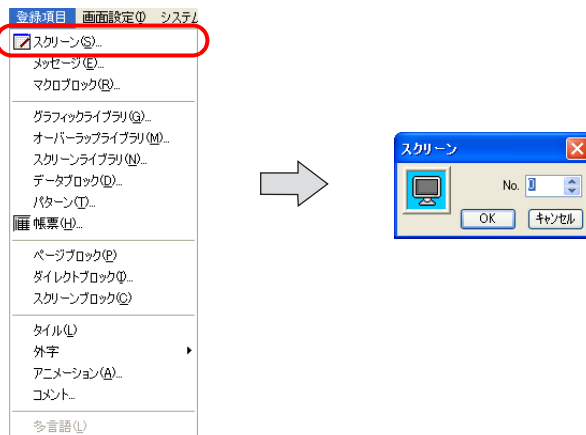 登録項目 画面設定(I) システム
スクリーン(S)...
メッセージ(E)...
マクロブロック(R)...
グラフィックライブラリ(G)...
オーバーラップライブラリ(M)...
スクリーンライブラリ(N)...
データブロック(D)...
パターン(T)...
帳票(H)...
ページブロック(P)
ダイレクトブロック(I)...
スクリーンブロック(C)
タイル(L)
外字
アニメーション(A)...
コメント...
多言語(L)
スクリーン
No. 0
OK キャンセル